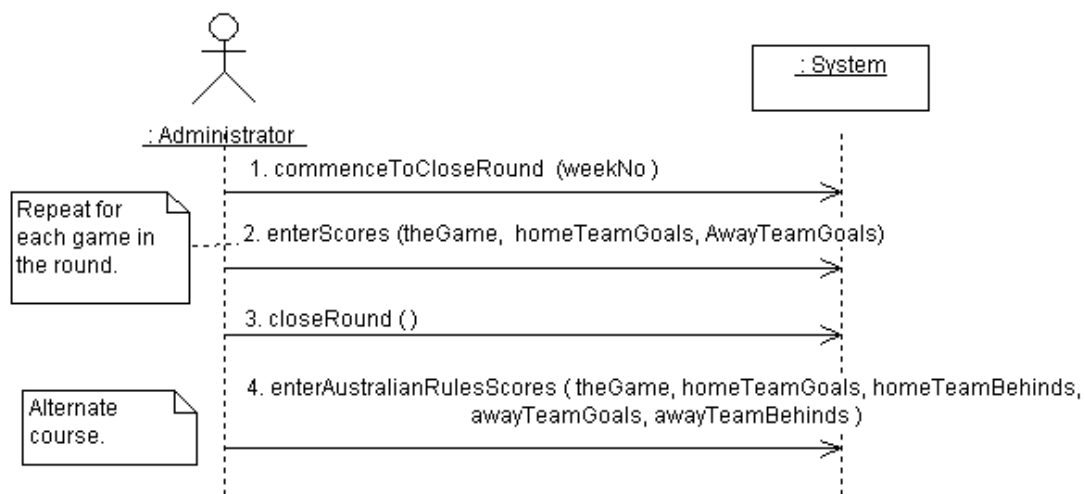 : System
: Administrator
1. commenceToCloseRound (weekNo )
Repeat for
each game in
the round.
2. enterScores (theGame, homeTeamGoals, AwayTeamGoals)
3. closeRound ( )
4. enterAustralianRulesScores ( theGame, homeTeamGoals, homeTeamBehinds,
awayTeamGoals, awayTeamBehinds )
Alternate
course.